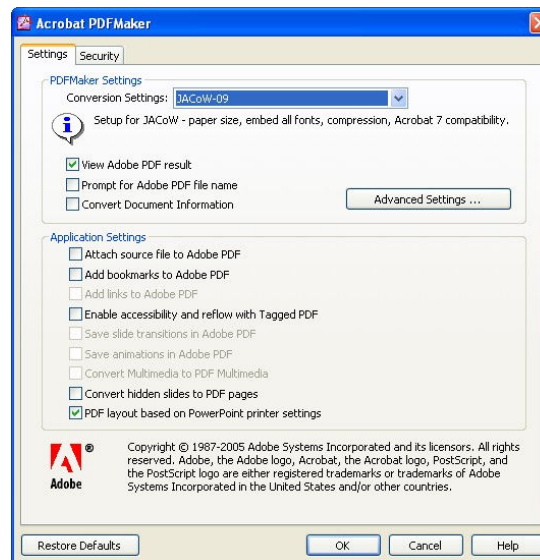 Acrobat PDFMaker
Settings
Security
PDFMaker Settings
Conversion Settings: JACoW-09
Setup for JACoW - paper size, embed all fonts, compression, Acrobat 7 compatibility.
View Adobe PDF result
Prompt for Adobe PDF file name
Convert Document Information
Advanced Settings ...
Application Settings
Attach source file to Adobe PDF
Add bookmarks to Adobe PDF
Add links to Adobe PDF
Enable accessibility and reflow with Tagged PDF
Save slide transitions in Adobe PDF
Save animations in Adobe PDF
Convert Multimedia to PDF Multimedia
Convert hidden slides to PDF pages
PDF layout based on PowerPoint printer settings
®
Adobe
Copyright © 1987-2005 Adobe Systems Incorporated and its licensors. All rights
reserved. Adobe, the Adobe logo, Acrobat, the Acrobat logo, PostScript, and
the PostScript logo are either registered trademarks or trademarks of Adobe
Systems Incorporated in the United States and/or other countries.
Restore Defaults
OK
Cancel
Help